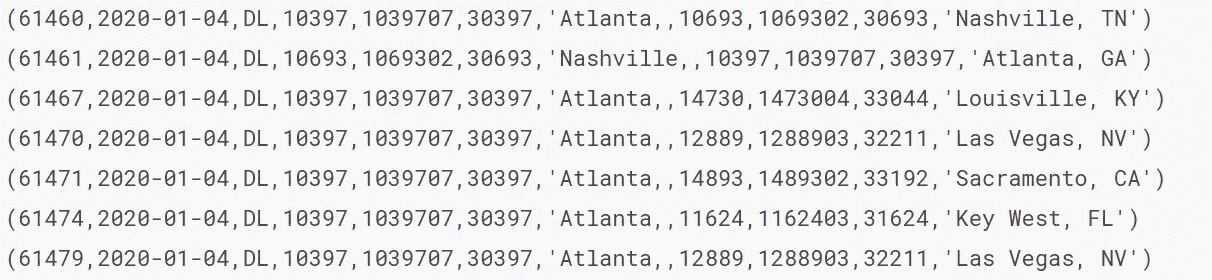 (61460,2020-01-04,DL,10397,1039707,30397,'Atlanta,,10693,1069302,30693,'Nashville, TN')
(61461,2020-01-04,DL,10693,1069302,30693,'Nashville,,10397,1039707,30397,'Atlanta, GA')
(61467,2020-01-04,DL,10397,1039707,30397,'Atlanta,,14730,1473004,33044,'Louisville, KY')
(61470,2020-01-04,DL,10397,1039707,30397,'Atlanta,,12889,1288903,32211,'Las Vegas, NV')
(61471,2020-01-04,DL,10397,1039707,30397,'Atlanta,,14893,1489302,33192,'Sacramento, CA')
(61474,2020-01-04,DL,10397,1039707,30397,'Atlanta,,11624,1162403,31624,'Key West, FL')
(61479,2020-01-04,DL,10397,1039707,30397,'Atlanta,,12889,1288903,32211,'Las Vegas, NV')